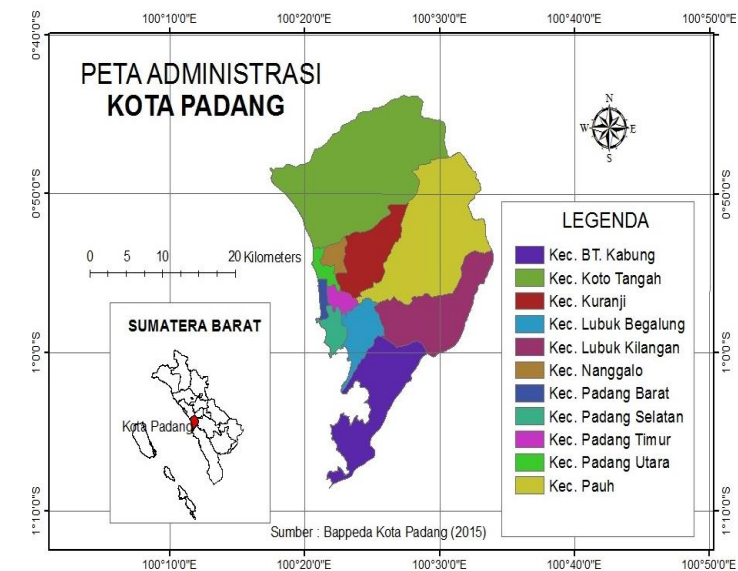 100°10'0"E 100°20'0"E 100°30'0"E 100°40'0"E 100°50'0"E
0°40'0"S
0°40'0"S
PETA ADMINISTRASI
KOTA PADANG
N
W E
S
0°50'0"S
0°50'0"S
LEGENDA
Kec. BT. Kabung
Kec. Koto Tangah
Kec. Kuranji
Kec. Lubuk Begalung
Kec. Lubuk Kilangan
Kec. Nanggalo
Kec. Padang Barat
Kec. Padang Selatan
Kec. Padang Timur
Kec. Padang Utara
Kec. Pauh
0 5 10 20 Kilometers
SUMATERA BARAT
Kota Padang
1°0'0"S
1°0'0"S
1°10'0"S
1°10'0"S
Sumber : Bappeda Kota Padang (2015)
100°10'0"E 100°20'0"E 100°30'0"E 100°40'0"E 100°50'0"E